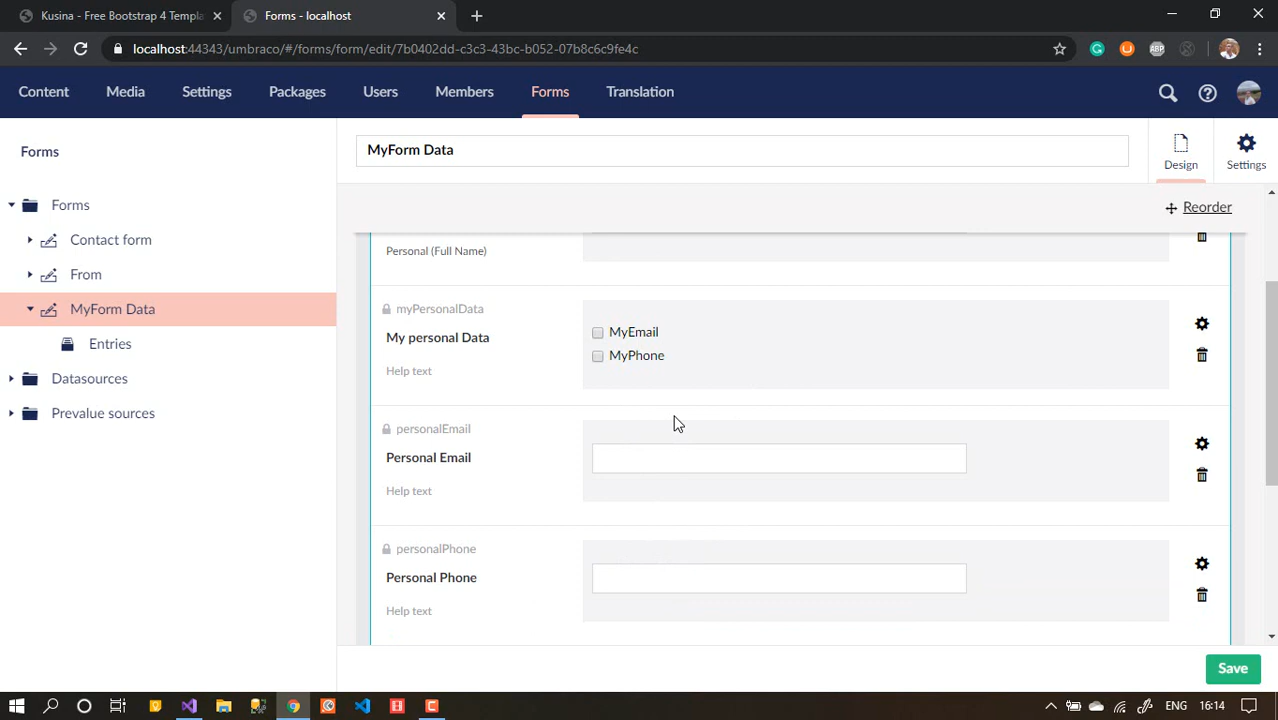 Kusina - Free Bootstrap 4 Templa
Forms - localhost
localhost:44343/umbraco/#/forms/form/edit/7b0402dd-c3c3-43bc-b052-07b8c6c9fe4c
ABP
Content
Media
Settings
Packages
Users
Members
Forms
Translation
Forms
MyForm Data
Design
Settings
Forms
Reorder
Contact form
Personal (Full Name)
From
MyForm Data
myPersonalData
My personal Data
MyEmail
Entries
MyPhone
Help text
Datasources
Prevalue sources
personalEmail
Personal Email
Help text
personalPhone
Personal Phone
Help text
Save
ENG
16:14